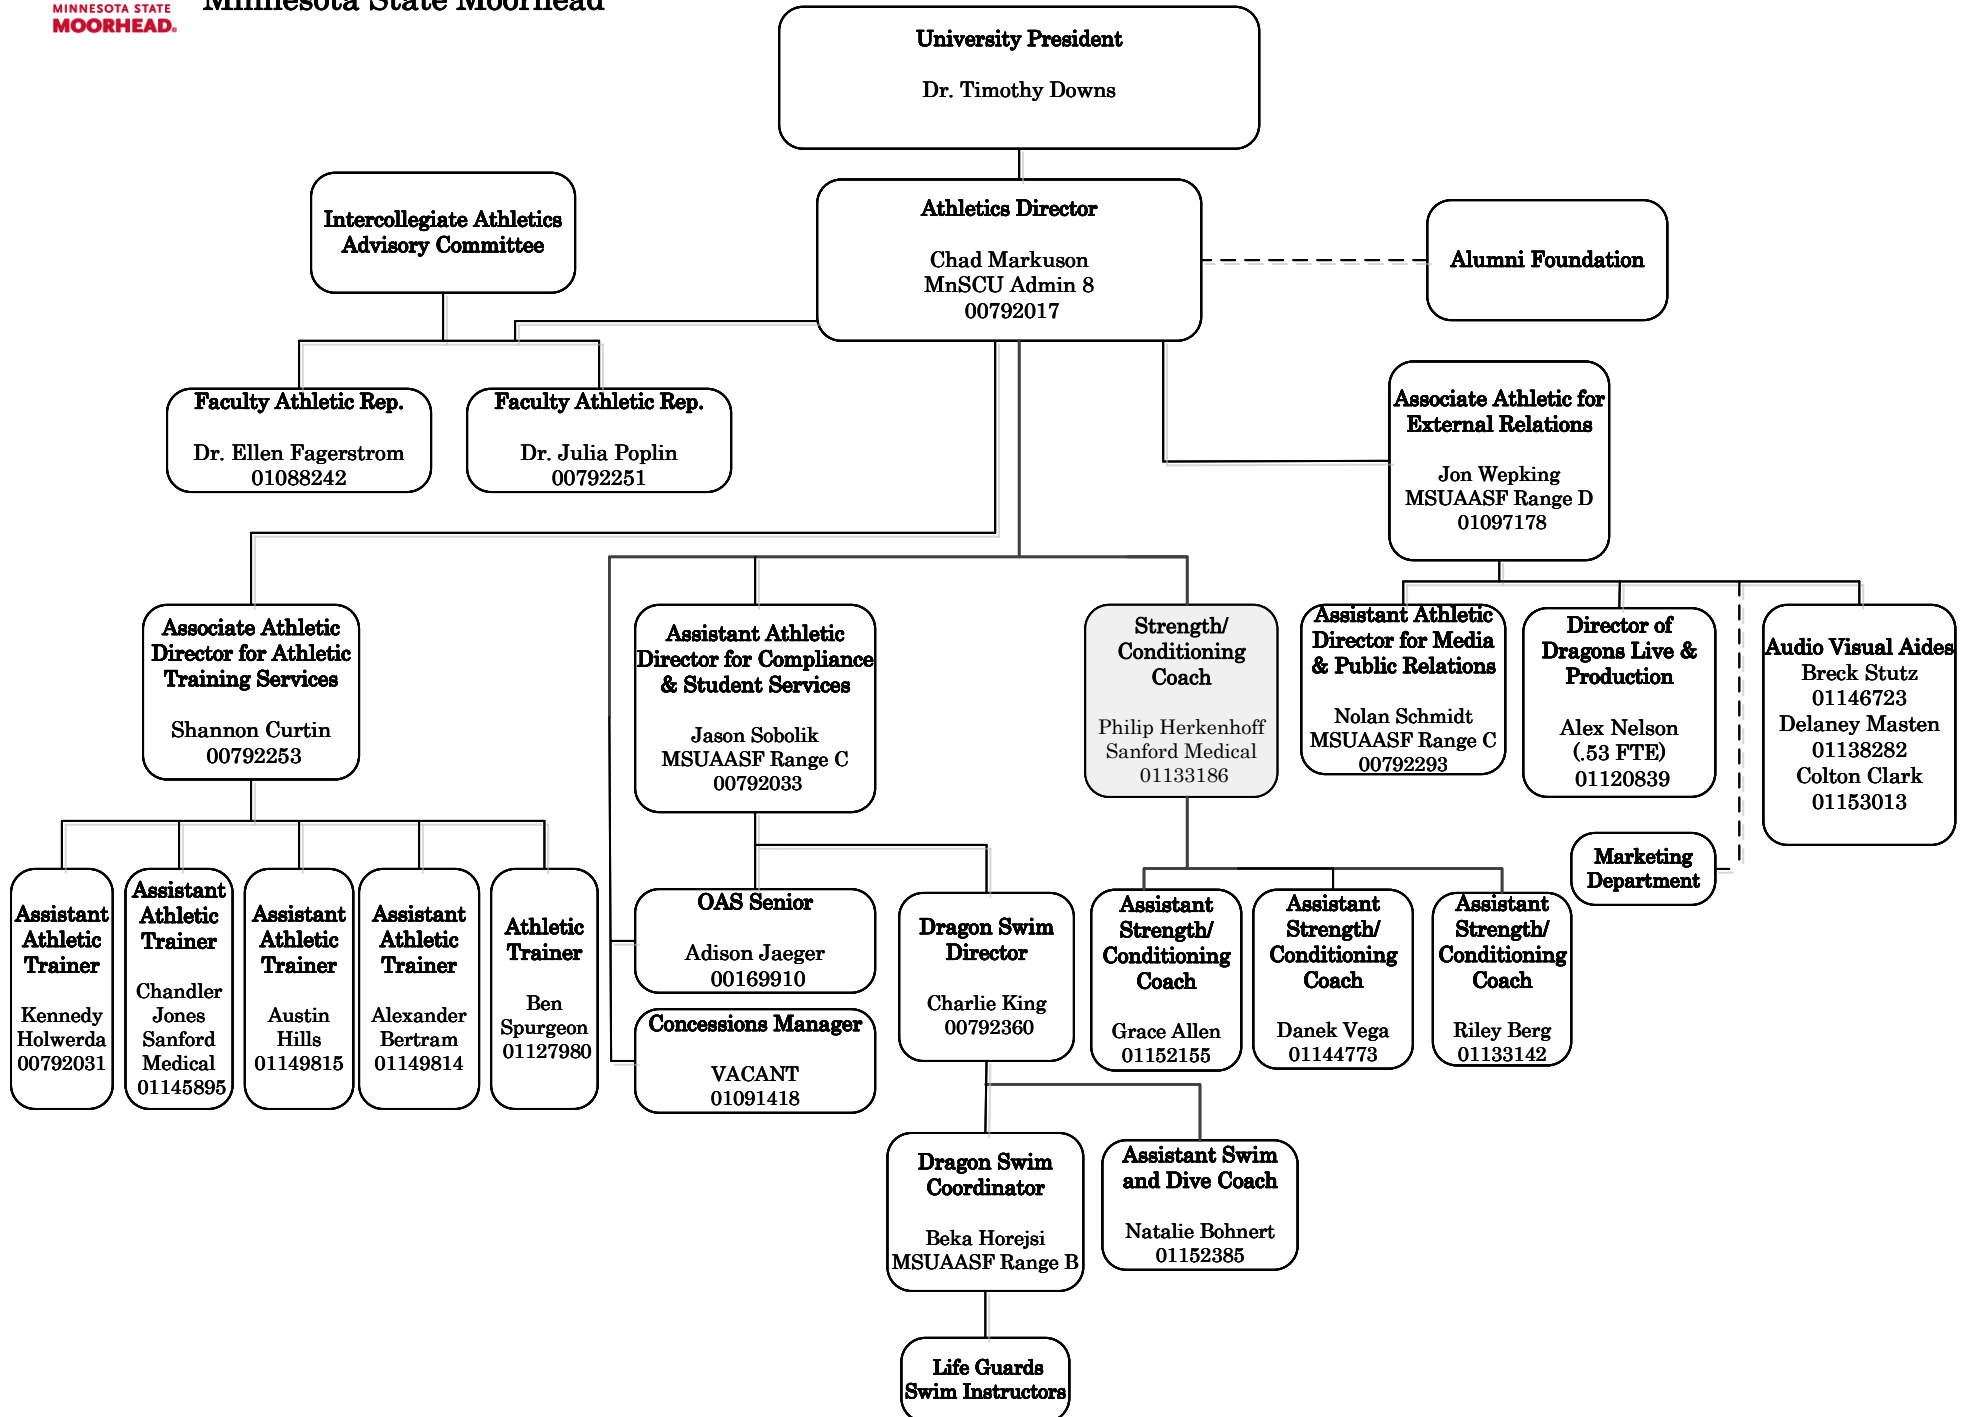 MINNESOTA STATE
MOORHEAD.
Minnesota State Moorhead
University President
Dr. Timothy Downs
Intercollegiate Athletics
Advisory Committee
Athletics Director
Chad Markuson
MnSCU Admin 8
00792017
Alumni Foundation
Faculty Athletic Rep.
Dr. Ellen Fagerstrom
01088242
Faculty Athletic Rep.
Dr. Julia Poplin
00792251
Associate Athletic for
External Relations
Jon Wepking
MSUAASF Range D
01097178
Associate Athletic
Director for Athletic
Training Services
Shannon Curtin
00792253
Assistant Athletic
Director for Compliance
& Student Services
Jason Sobolik
MSUAASF Range C
00792033
Strength/
Conditioning
Coach
Philip Herkenhoff
Sanford Medical
01133186
Assistant Athletic
Director for Media
& Public Relations
Nolan Schmidt
MSUAASF Range C
00792293
Director of
Dragons Live &
Production
Alex Nelson
(.53 FTE)
01120839
Audio Visual Aides
Breck Stutz
01146723
Delaney Masten
01138282
Colton Clark
01153013
Marketing
Department
Assistant
Athletic
Trainer
Kennedy
Holwerda
00792031
Assistant
Athletic
Trainer
Chandler
Jones
Sanford
Medical
01145895
Assistant
Athletic
Trainer
Austin
Hills
01149815
Assistant
Athletic
Trainer
Alexander
Bertram
01149814
Athletic
Trainer
Ben
Spurgeon
01127980
OAS Senior
Adison Jaeger
00169910
Concessions Manager
VACANT
01091418
Dragon Swim
Director
Charlie King
00792360
Assistant
Strength/
Conditioning
Coach
Grace Allen
01152155
Assistant
Strength/
Conditioning
Coach
Danek Vega
01144773
Assistant
Strength/
Conditioning
Coach
Riley Berg
01133142
Dragon Swim
Coordinator
Beka Horejsi
MSUAASF Range B
Assistant Swim
and Dive Coach
Natalie Bohnert
01152385
Life Guards
Swim Instructors